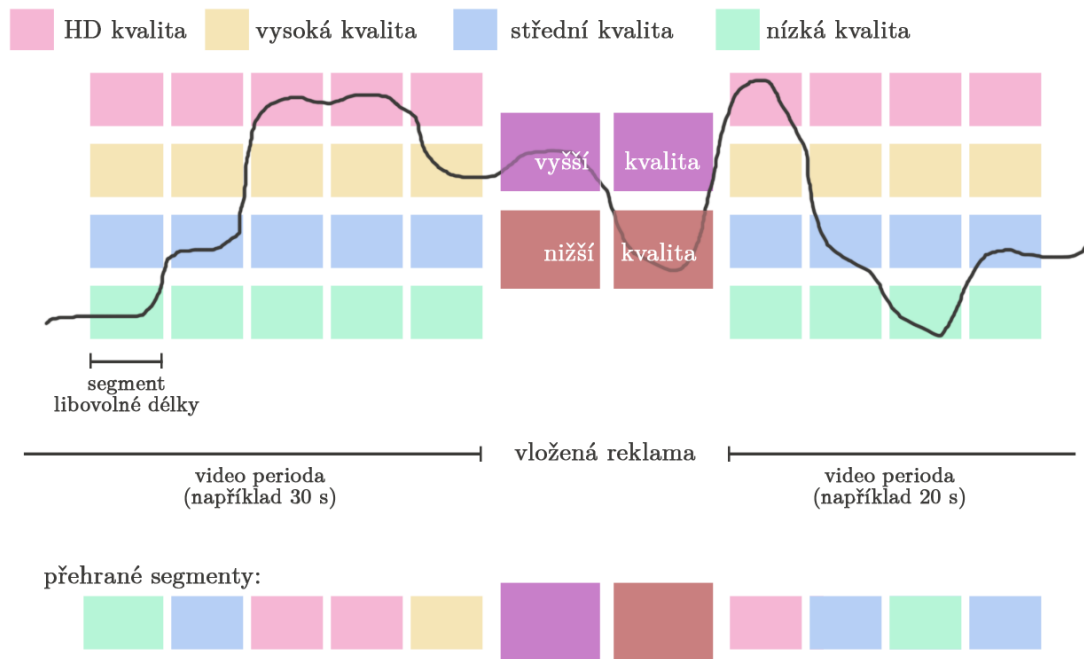 HD kvalita vysoká kvalita střední kvalita nízká kvalita
vyšší kvalita
nižší kvalita
segment
libovolné délky
vložená reklama
video perioda
(například 30 s)
video perioda
(například 20 s)
přehrané segmenty: